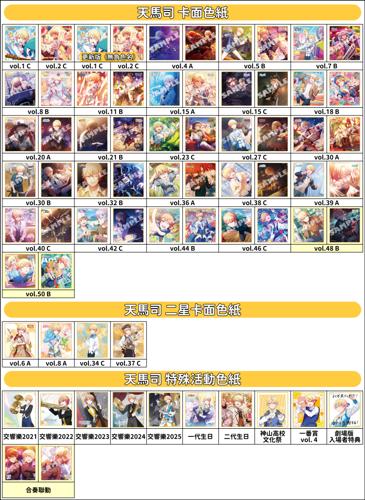 天馬司 卡面色紙
更新版（無角色名）
vol.1 C vol.2 C vol.1 C vol.2 C vol.4 A vol.5 B vol.7 B
vol.8 B vol.11 B vol.15 A vol.15 C vol.18 B
vol.20 A vol.21 B vol.23 C vol.27 C vol.30 A
vol.30 B vol.32 B vol.36 A vol.38 C vol.39 A
vol.40 C vol.42 C vol.44 B vol.46 C vol.48 B
vol.50 B
天馬司 二星卡面色紙
vol.6 A vol.8 A vol.34 C vol.37 C
天馬司 特殊活動色紙
交響樂2021 交響樂2022 交響樂2023 交響樂2024 交響樂2025 一代生日 二代生日 神山高校 一番賞 劇場版
文化祭 vol. 4 入場者特典
合奏聯動